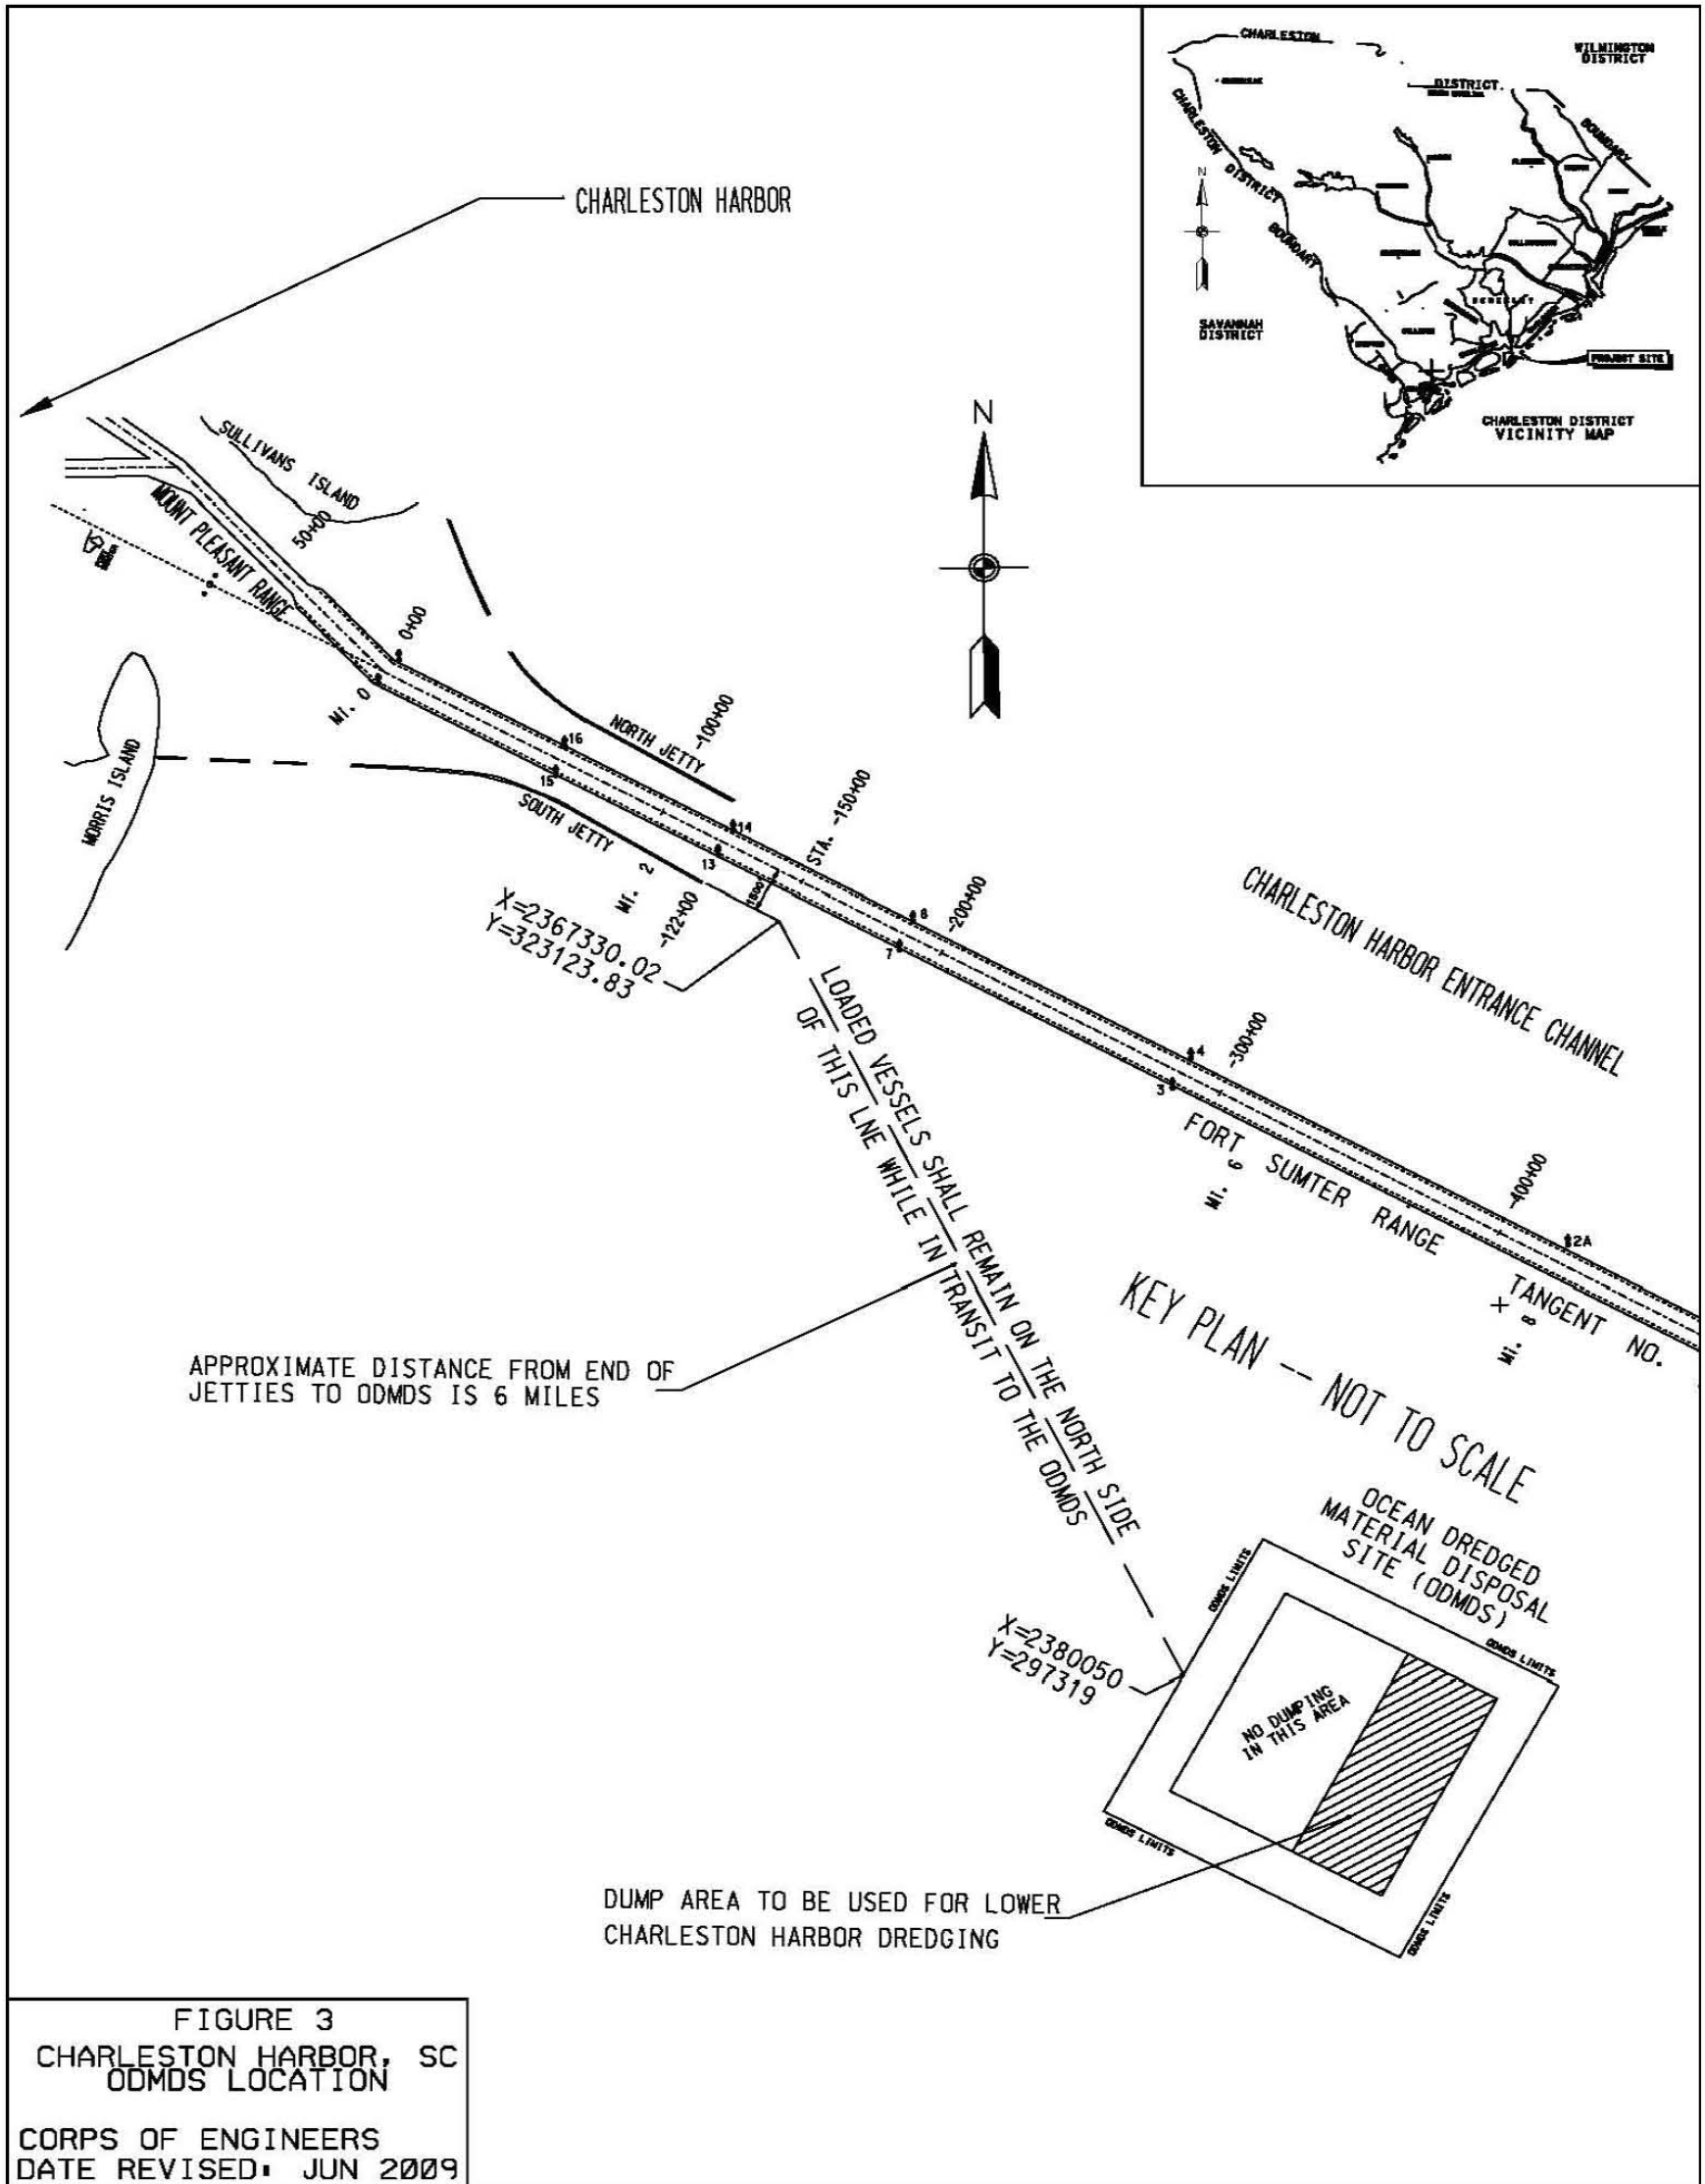 CHARLESTON
WILMINGTON
DISTRICT
DISTRICT
CHARLESTON DISTRICT
BOUNDARY
BOUNDARY
N
SAVANNAH
DISTRICT
BERKELEY
PROJECT SITE
CHARLESTON DISTRICT
VICINITY MAP
CHARLESTON HARBOR
N
SULLIVANS ISLAND
50+00
MOUNT PLEASANT RANGE
0+00
MI. 0
MORRIS ISLAND
NORTH JETTY
-100+00
16
15
SOUTH JETTY
14
13
MI. 2
-122+00
1500'
STA. -150+00
X=2367330.02
Y=323123.83
8
7
-200+00
CHARLESTON HARBOR ENTRANCE CHANNEL
LOADED VESSELS SHALL REMAIN ON THE NORTH SIDE
OF THIS LNE WHILE IN TRANSIT TO THE ODMDS
4
3
-300+00
FORT SUMTER RANGE
MI. 6
-400+00
2A
TANGENT NO.
MI. 8
KEY PLAN -- NOT TO SCALE
APPROXIMATE DISTANCE FROM END OF
JETTIES TO ODMDS IS 6 MILES
OCEAN DREDGED
MATERIAL DISPOSAL
SITE (ODMDS)
ODMDS LIMITS
ODMDS LIMITS
X=2380050
Y=297319
NO DUMPING
IN THIS AREA
ODMDS LIMITS
ODMDS LIMITS
DUMP AREA TO BE USED FOR LOWER
CHARLESTON HARBOR DREDGING
FIGURE 3
CHARLESTON HARBOR, SC
ODMDS LOCATION
CORPS OF ENGINEERS
DATE REVISED: JUN 2009